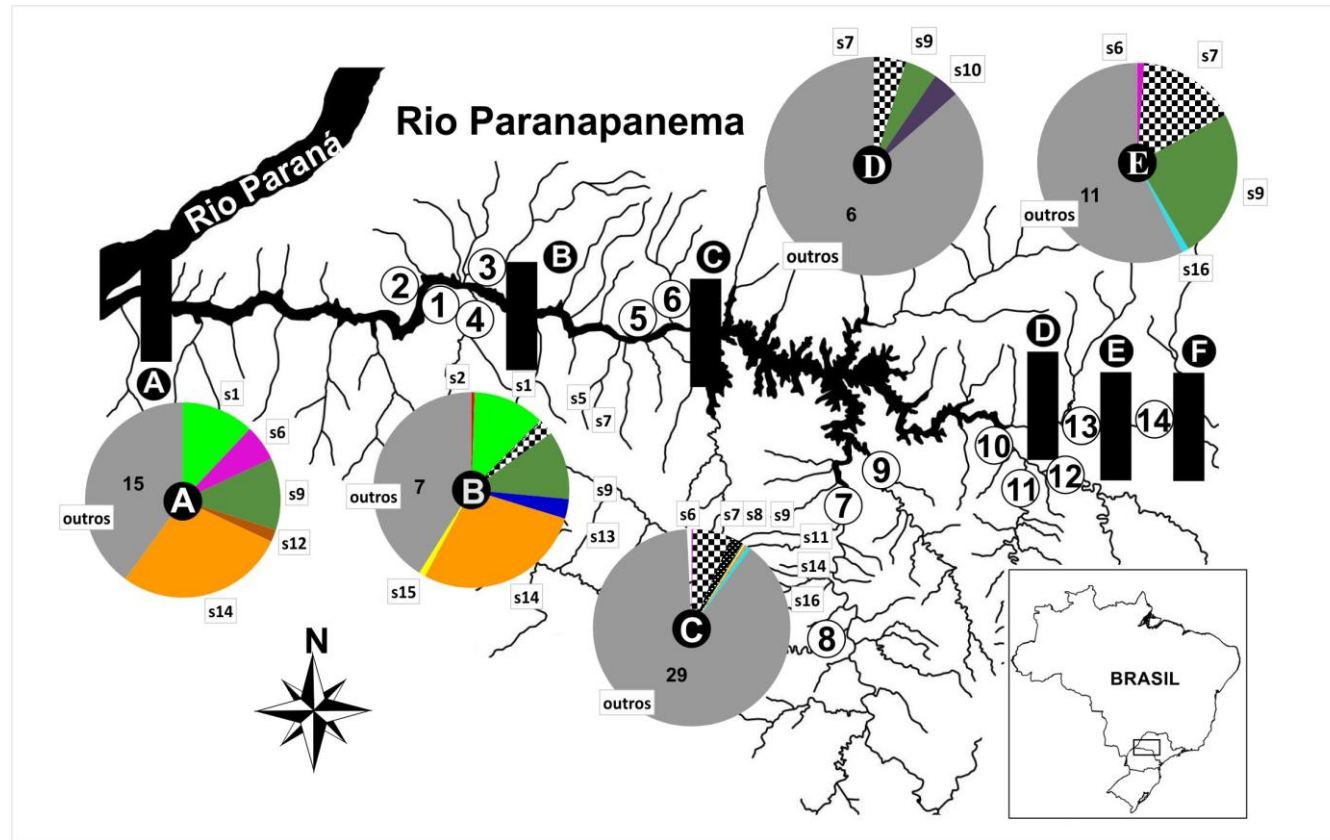 s7
s9
s10
s6
s7
Rio Paranapanema
Rio Paraná
D
6
outros
E
11
outros
s9
s16
2
3
1
4
B
5
6
C
A
D
E
F
13
14
10
11
12
9
7
8
s1
s6
s9
s12
s14
15
outros
A
s2
s1
s5
s7
s9
s13
s14
s15
7
outros
B
s6
s7
s8
s9
s11
s14
s16
C
29
outros
N
BRASIL